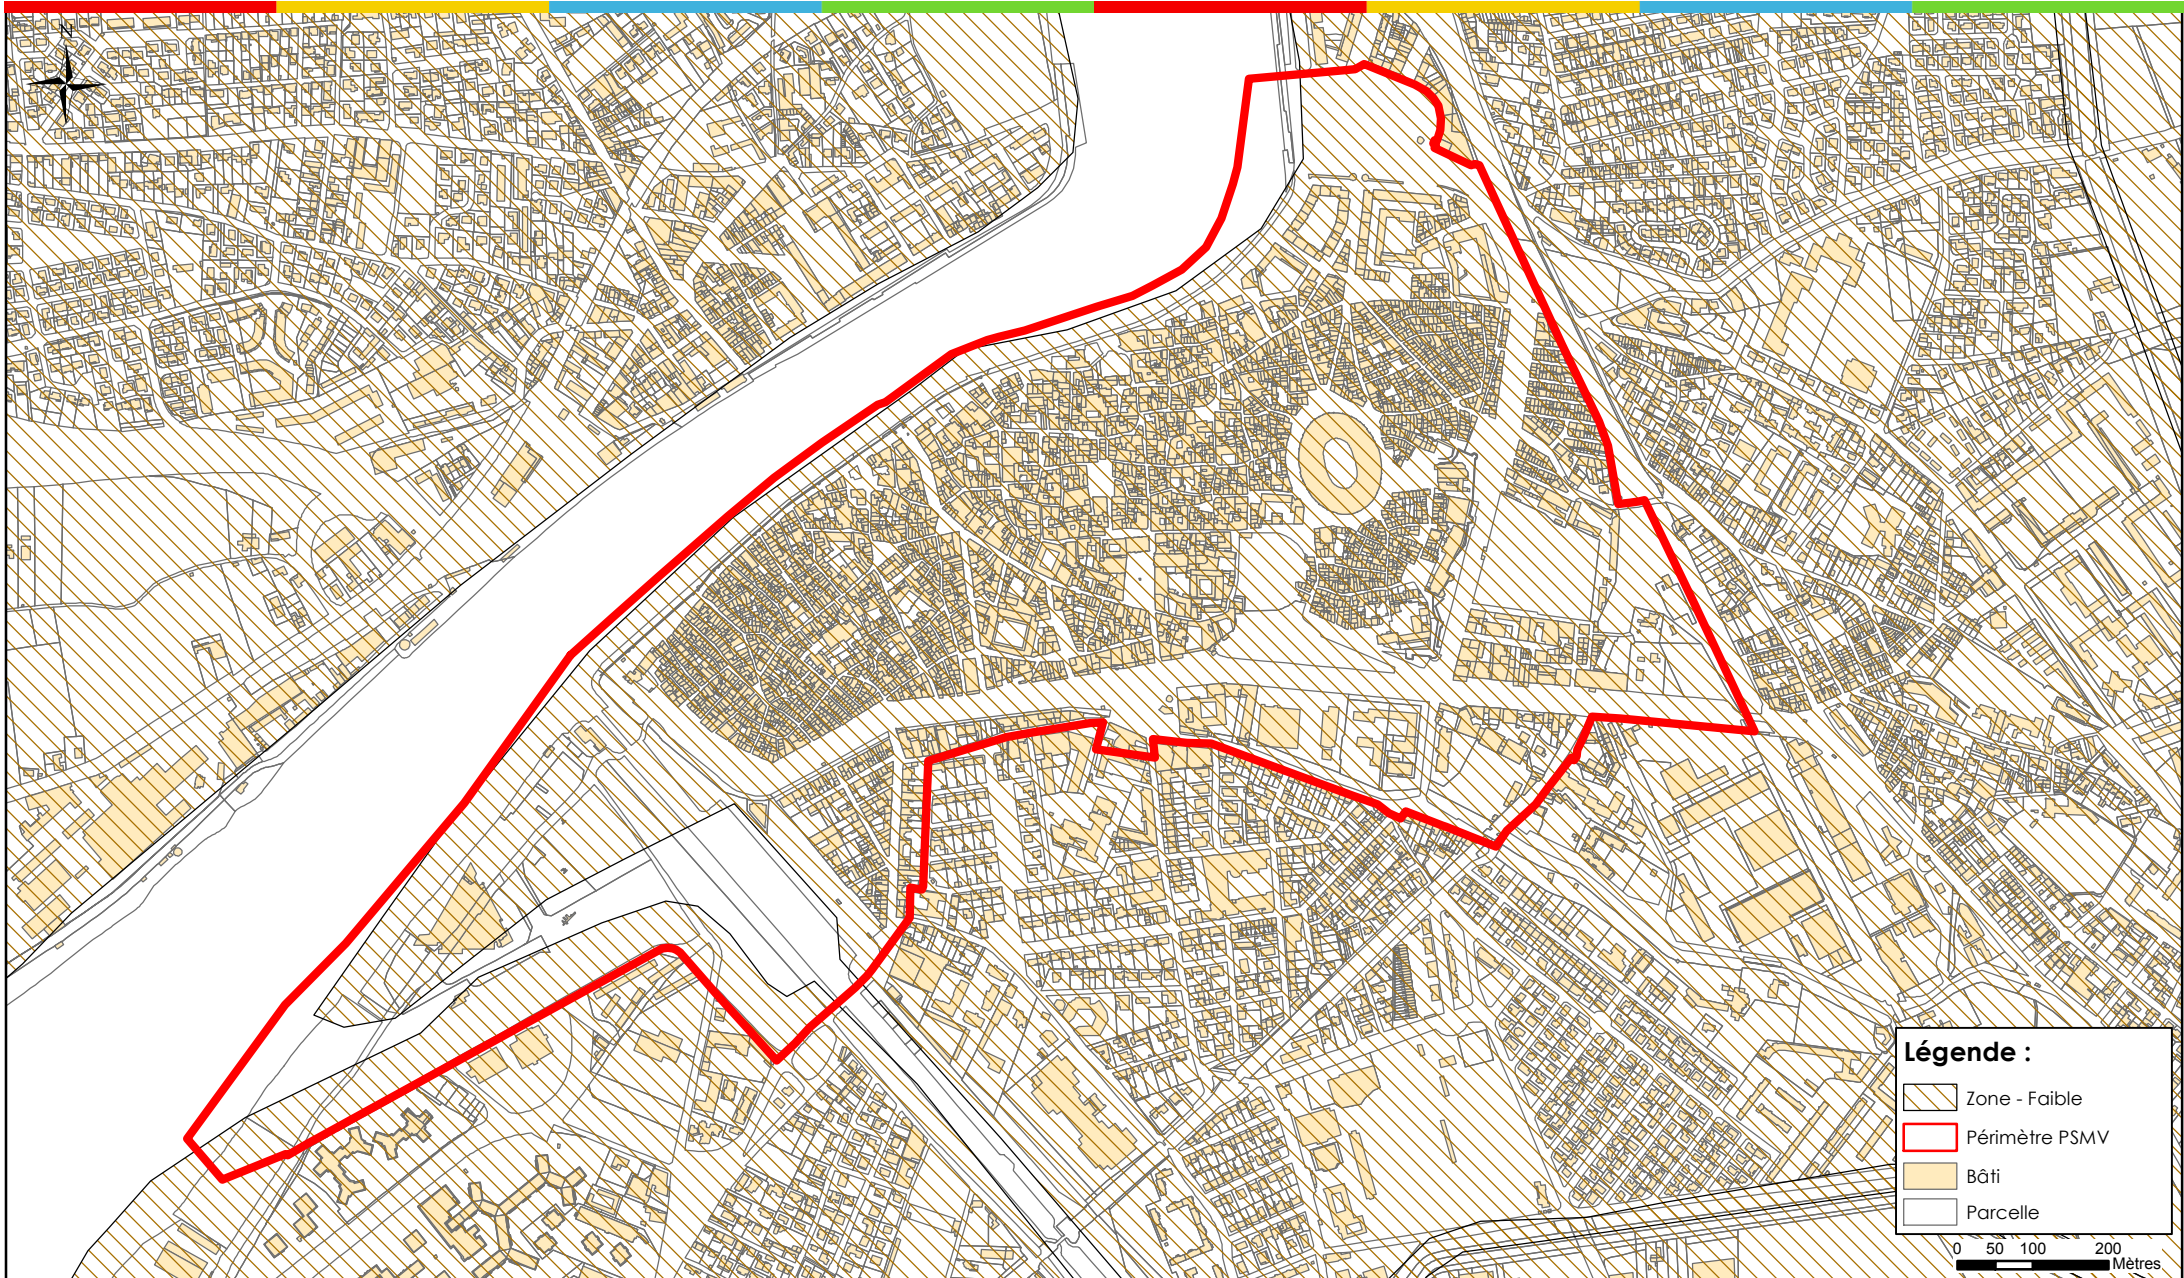 N
Légende :
Zone - Faible
Périmètre PSMV
Bâti
Parcelle
0 50 100 200
Mètres